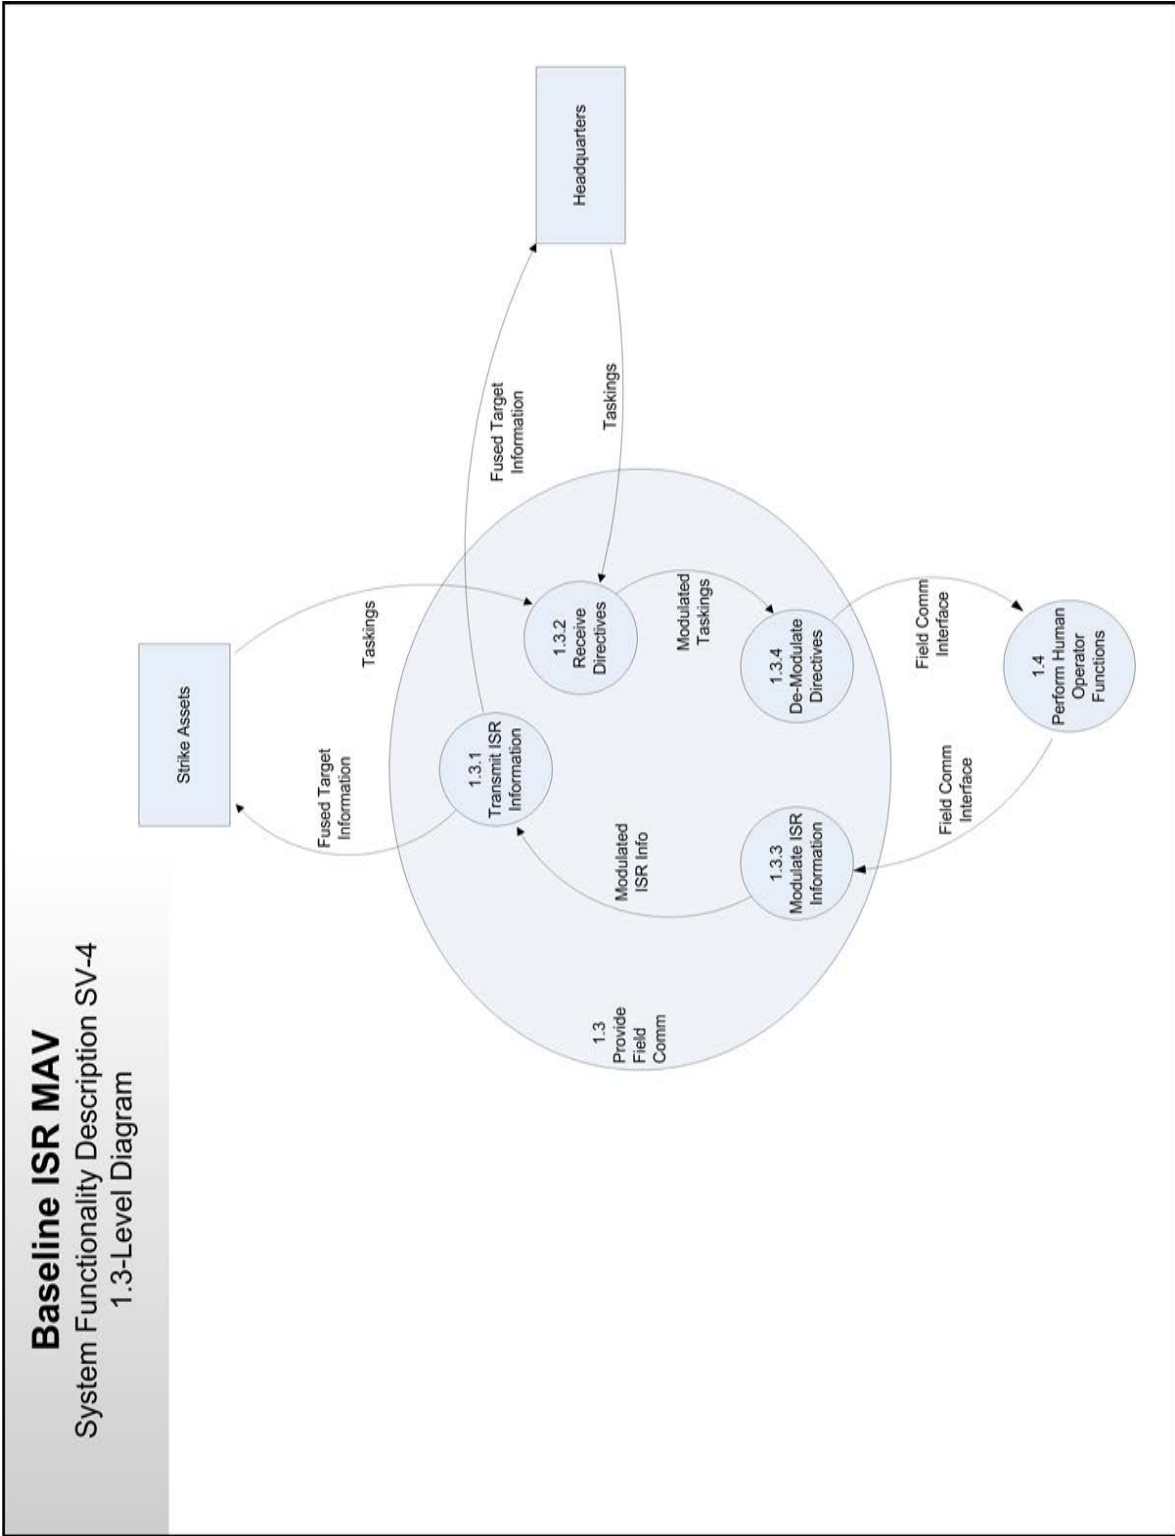 Baseline ISR MAV
System Functionality Description SV-4
1.3-Level Diagram
Strike Assets
Fused Target
Information
Taskings
1.3.1
Transmit ISR
Information
Fused Target
Information
Headquarters
1.3.2
Receive
Directives
Taskings
1.3
Provide
Field
Comm
Modulated
ISR Info
Modulated
Taskings
1.3.3
Modulate ISR
Information
1.3.4
De-Modulate
Directives
Field Comm
Interface
Field Comm
Interface
1.4
Perform Human
Operator
Functions